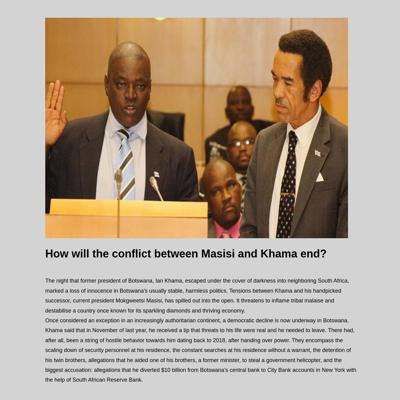 How will the conflict between Masisi and Khama end?
The night that former president of Botswana, Ian Khama, escaped under the cover of darkness into neighboring South Africa,
marked a loss of innocence in Botswana's usually stable, harmless politics. Tensions between Khama and his handpicked
successor, current president Mokgweetsi Masisi, has spilled out into the open. It threatens to inflame tribal malaise and
destabilise a country once known for its sparkling diamonds and thriving economy.
Once considered an exception in an increasingly authoritarian continent, a democratic decline is now underway in Botswana.
Khama said that in November of last year, he received a tip that threats to his life were real and he needed to leave. There had,
after all, been a string of hostile behavior towards him dating back to 2018, after handing over power. They encompass the
scaling down of security personnel at his residence, the constant searches at his residence without a warrant, the detention of
his twin brothers, allegations that he aided one of his brothers, a former minister, to steal a government helicopter, and the
biggest accusation: allegations that he diverted $10 billion from Botswana's central bank to City Bank accounts in New York with
the help of South African Reserve Bank.